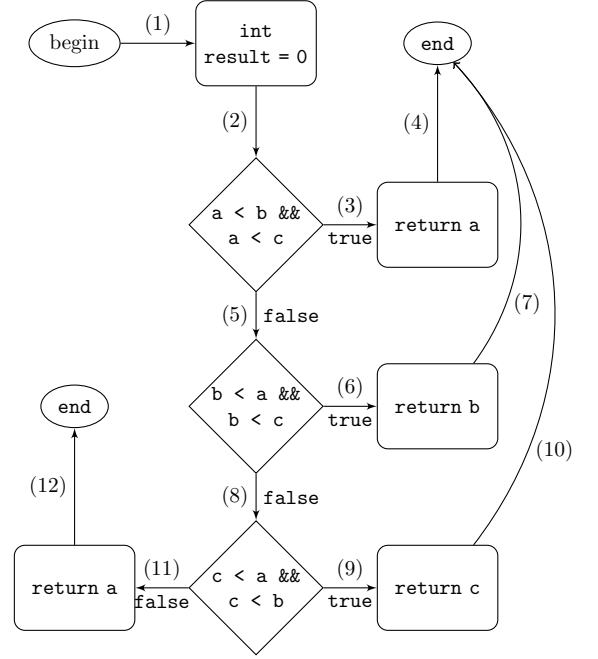 begin
(1)
int
result = 0
end
(2)
(4)
a < b &&
a < c
(3)
true
return a
(5)
false
(7)
b < a &&
b < c
(6)
true
return b
end
(10)
(12)
(8)
false
return a
(11)
false
c < a &&
c < b
(9)
true
return c